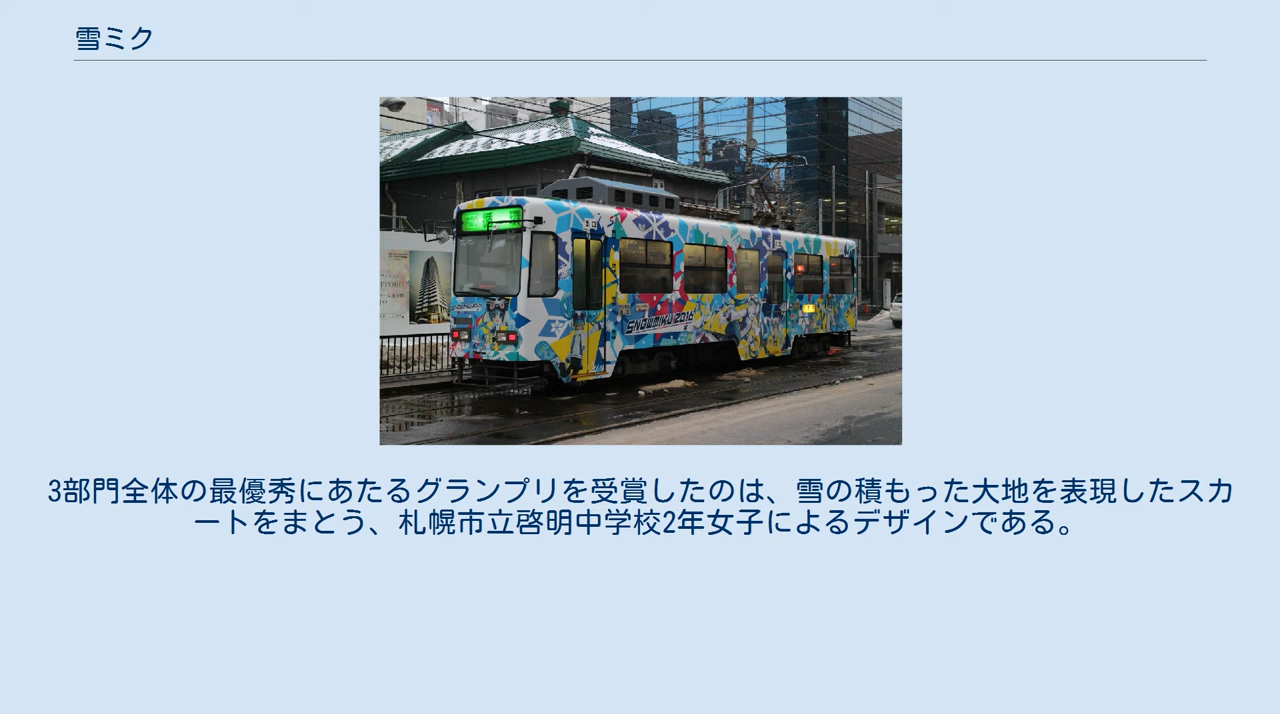 雪ミク
SNOWMIKU 2016
3部門全体の最優秀にあたるグランプリを受賞したのは、雪の積もった大地を表現したスカ
ートをまとう、札幌市立啓明中学校2年女子によるデザインである。